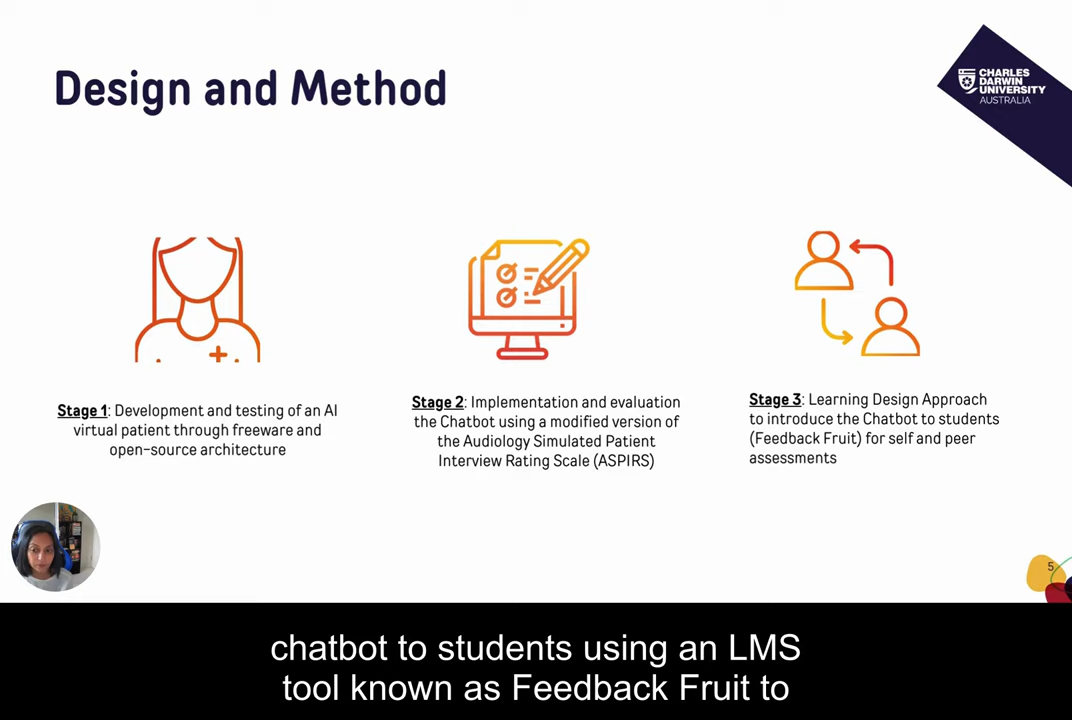 Design and Method
CHARLES
DARWIN
UNIVERSITY
AUSTRALIA
Stage 1: Development and testing of an AI
virtual patient through freeware and
open-source architecture
Stage 2: Implementation and evaluation
the Chatbot using a modified version of
the Audiology Simulated Patient
Interview Rating Scale (ASPIRS)
Stage 3: Learning Design Approach
to introduce the Chatbot to students
(Feedback Fruit) for self and peer
assessments
5
chatbot to students using an LMS
tool known as Feedback Fruit to